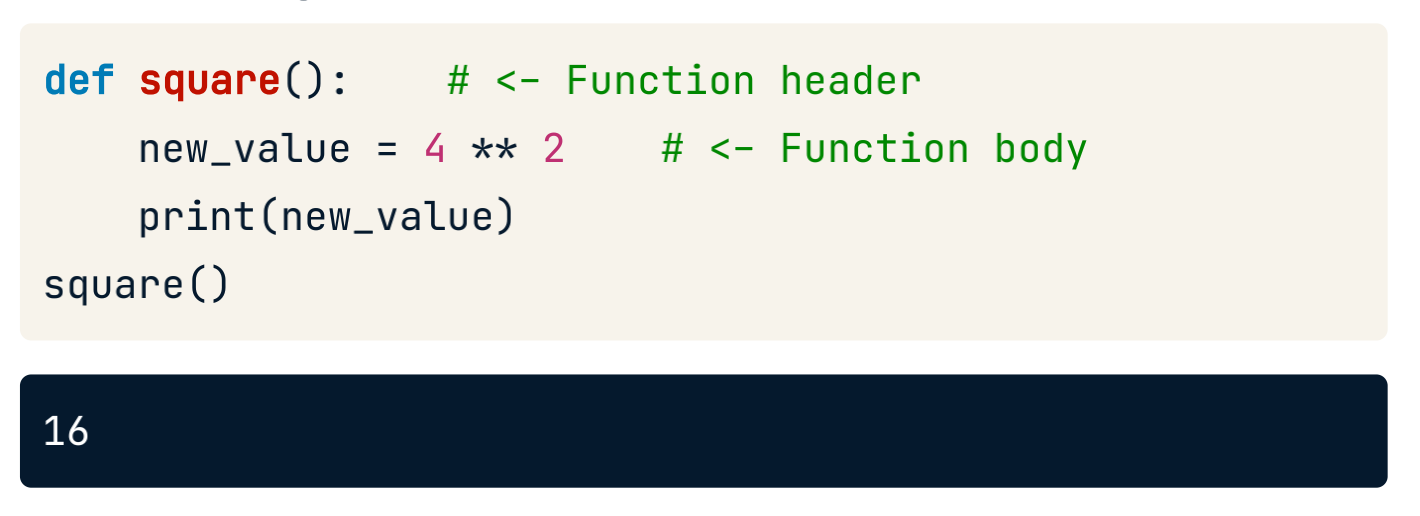 def square():    # <- Function header
    new_value = 4 ** 2    # <- Function body
    print(new_value)
square()
16